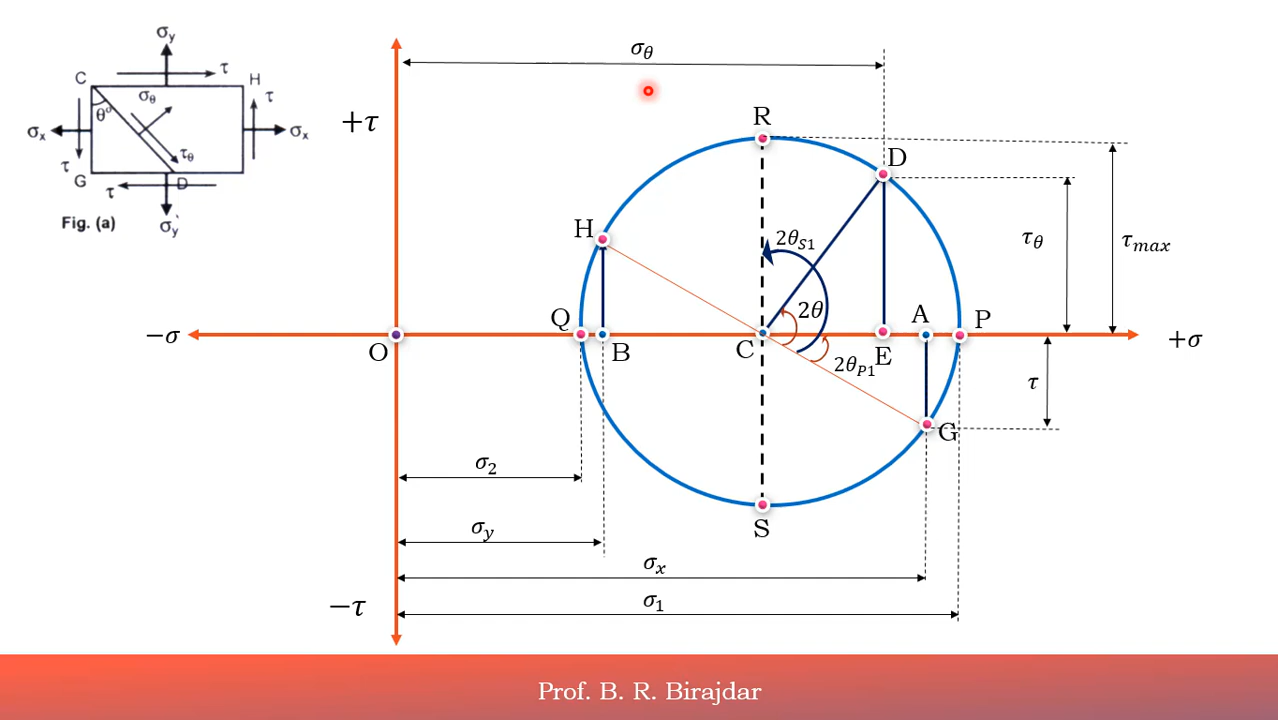 σy
τ
C
H
σθ
τ
θ°
σx
σx
τ
τθ
G
τ
D
Fig. (a)
σy
σθ
+τ
R
D
2θS1
H
τθ
τmax
2θ
Q
A
P
−σ
+σ
O
B
C
E
2θP1
τ
G
σ2
σy
S
σx
σ1
−τ
Prof. B. R. Birajdar